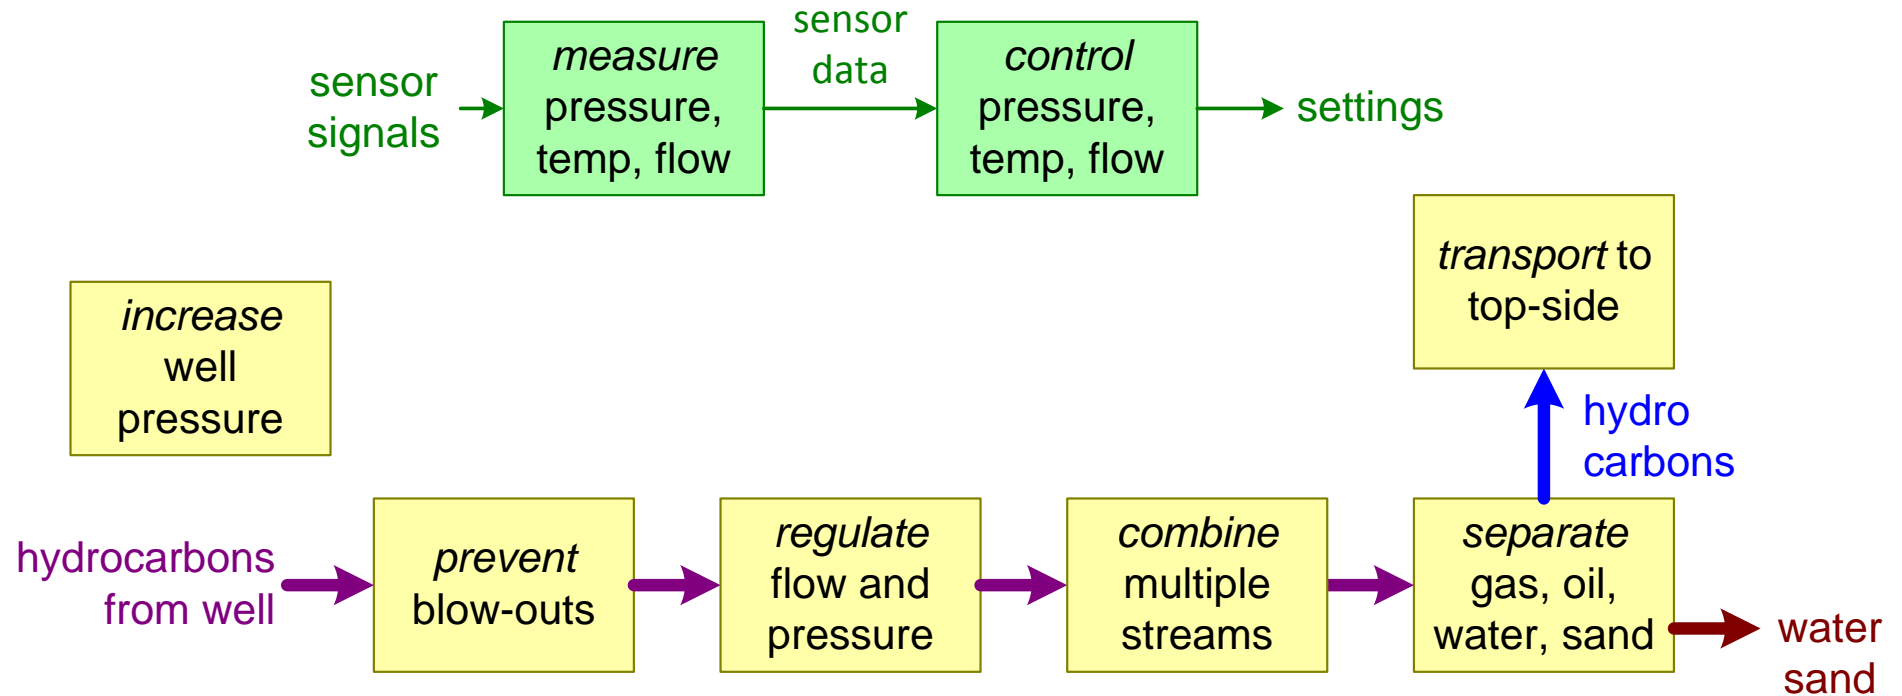 sensor
signals
measure
pressure,
temp, flow
sensor
data
control
pressure,
temp, flow
settings
increase
well
pressure
transport to
top-side
hydro
carbons
hydrocarbons
from well
prevent
blow-outs
regulate
flow and
pressure
combine
multiple
streams
separate
gas, oil,
water, sand
water
sand